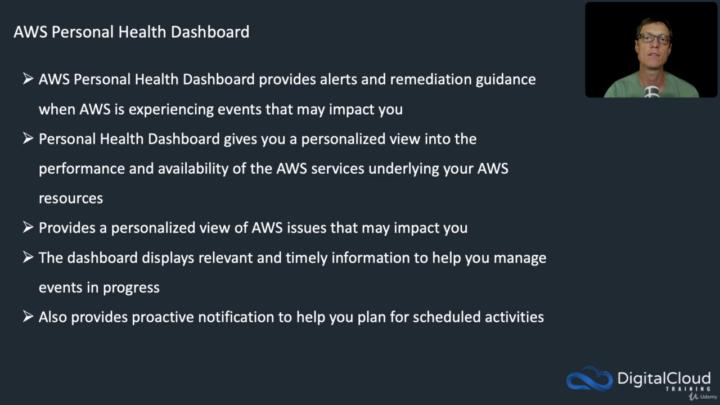 AWS Personal Health Dashboard
➢ AWS Personal Health Dashboard provides alerts and remediation guidance
when AWS is experiencing events that may impact you
➢ Personal Health Dashboard gives you a personalized view into the
performance and availability of the AWS services underlying your AWS
resources
➢ Provides a personalized view of AWS issues that may impact you
➢ The dashboard displays relevant and timely information to help you manage
events in progress
➢ Also provides proactive notification to help you plan for scheduled activities
DigitalCloud
TRAINING
Udemy